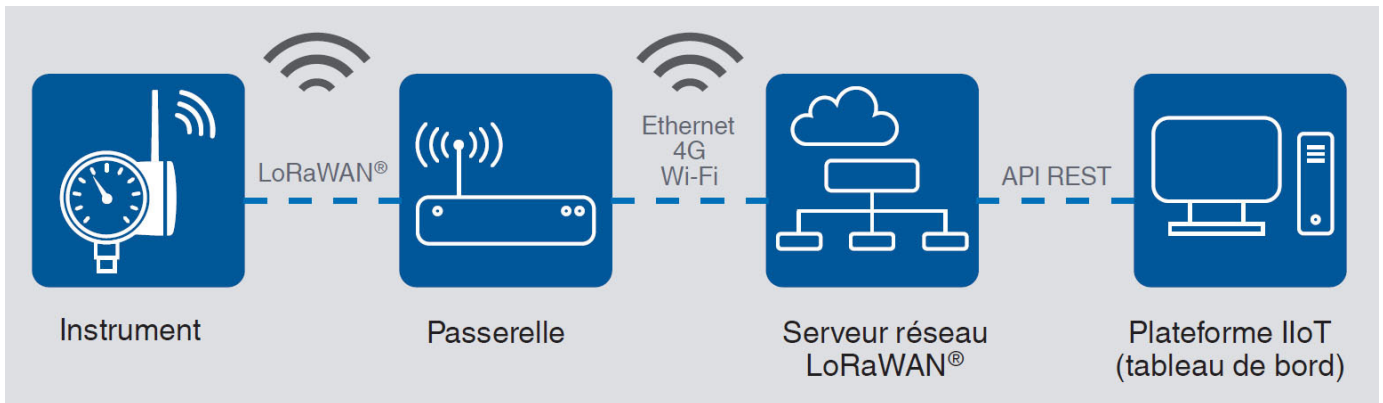 LoRaWAN®
Ethernet
4G
Wi-Fi
API REST
Instrument
Passerelle
Serveur réseau
LoRaWAN®
Plateforme IIoT
(tableau de bord)